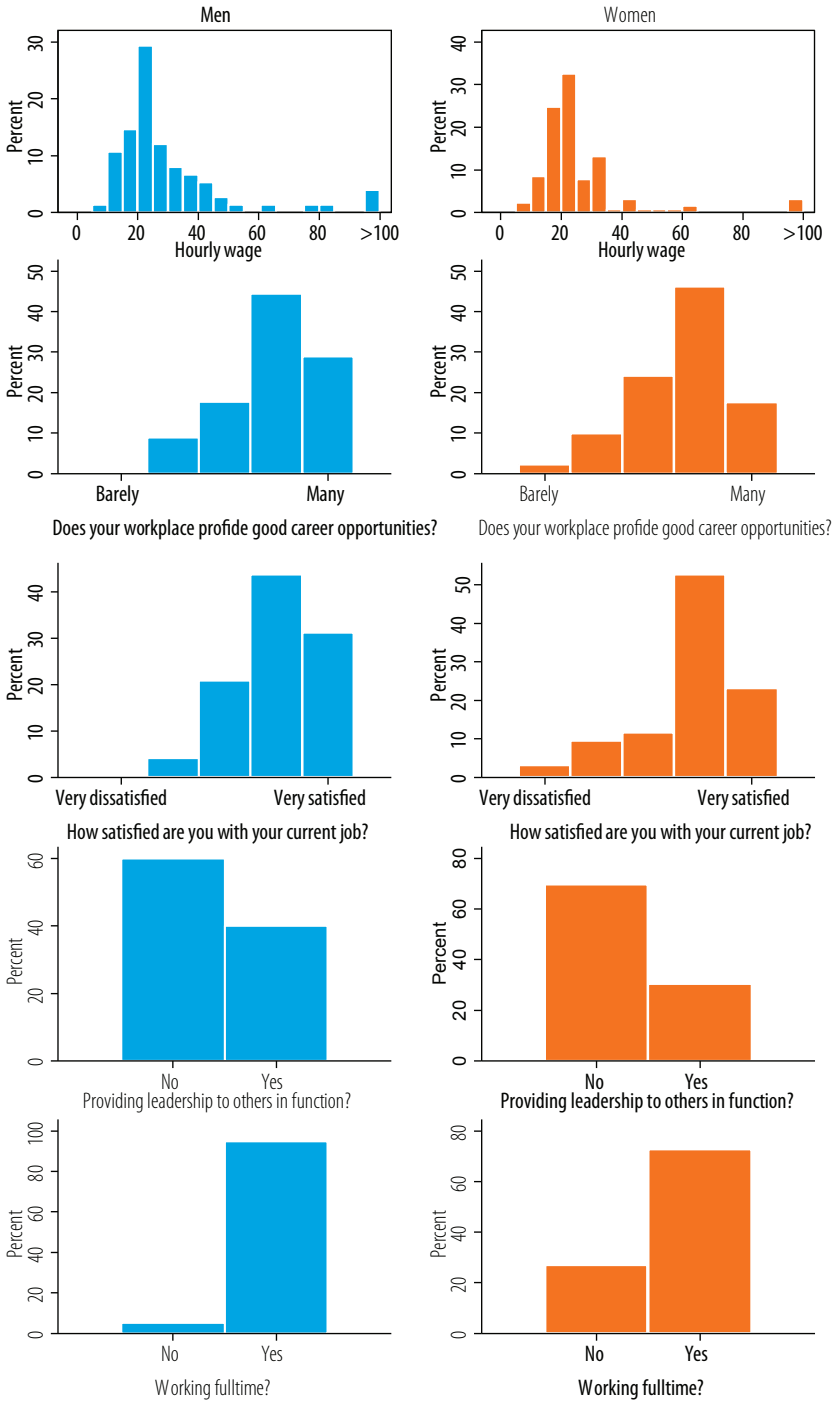 Men
Women
Percent
0 10 20 30
0 20 40 60 80 >100
Hourly wage
Percent
0 10 20 30 40
0 20 40 60 80 >100
Hourly wage
Percent
0 10 20 30 40 50
Barely Many
Does your workplace profide good career opportunities?
Percent
0 10 20 30 40 50
Barely Many
Does your workplace profide good career opportunities?
Percent
0 10 20 30 40
Very dissatisfied Very satisfied
How satisfied are you with your current job?
Percent
0 10 20 30 40 50
Very dissatisfied Very satisfied
How satisfied are you with your current job?
Percent
0 20 40 60
No Yes
Providing leadership to others in function?
Percent
0 20 40 60 80
No Yes
Providing leadership to others in function?
Percent
0 20 40 60 80 100
No Yes
Working fulltime?
Percent
0 20 40 60 80
No Yes
Working fulltime?